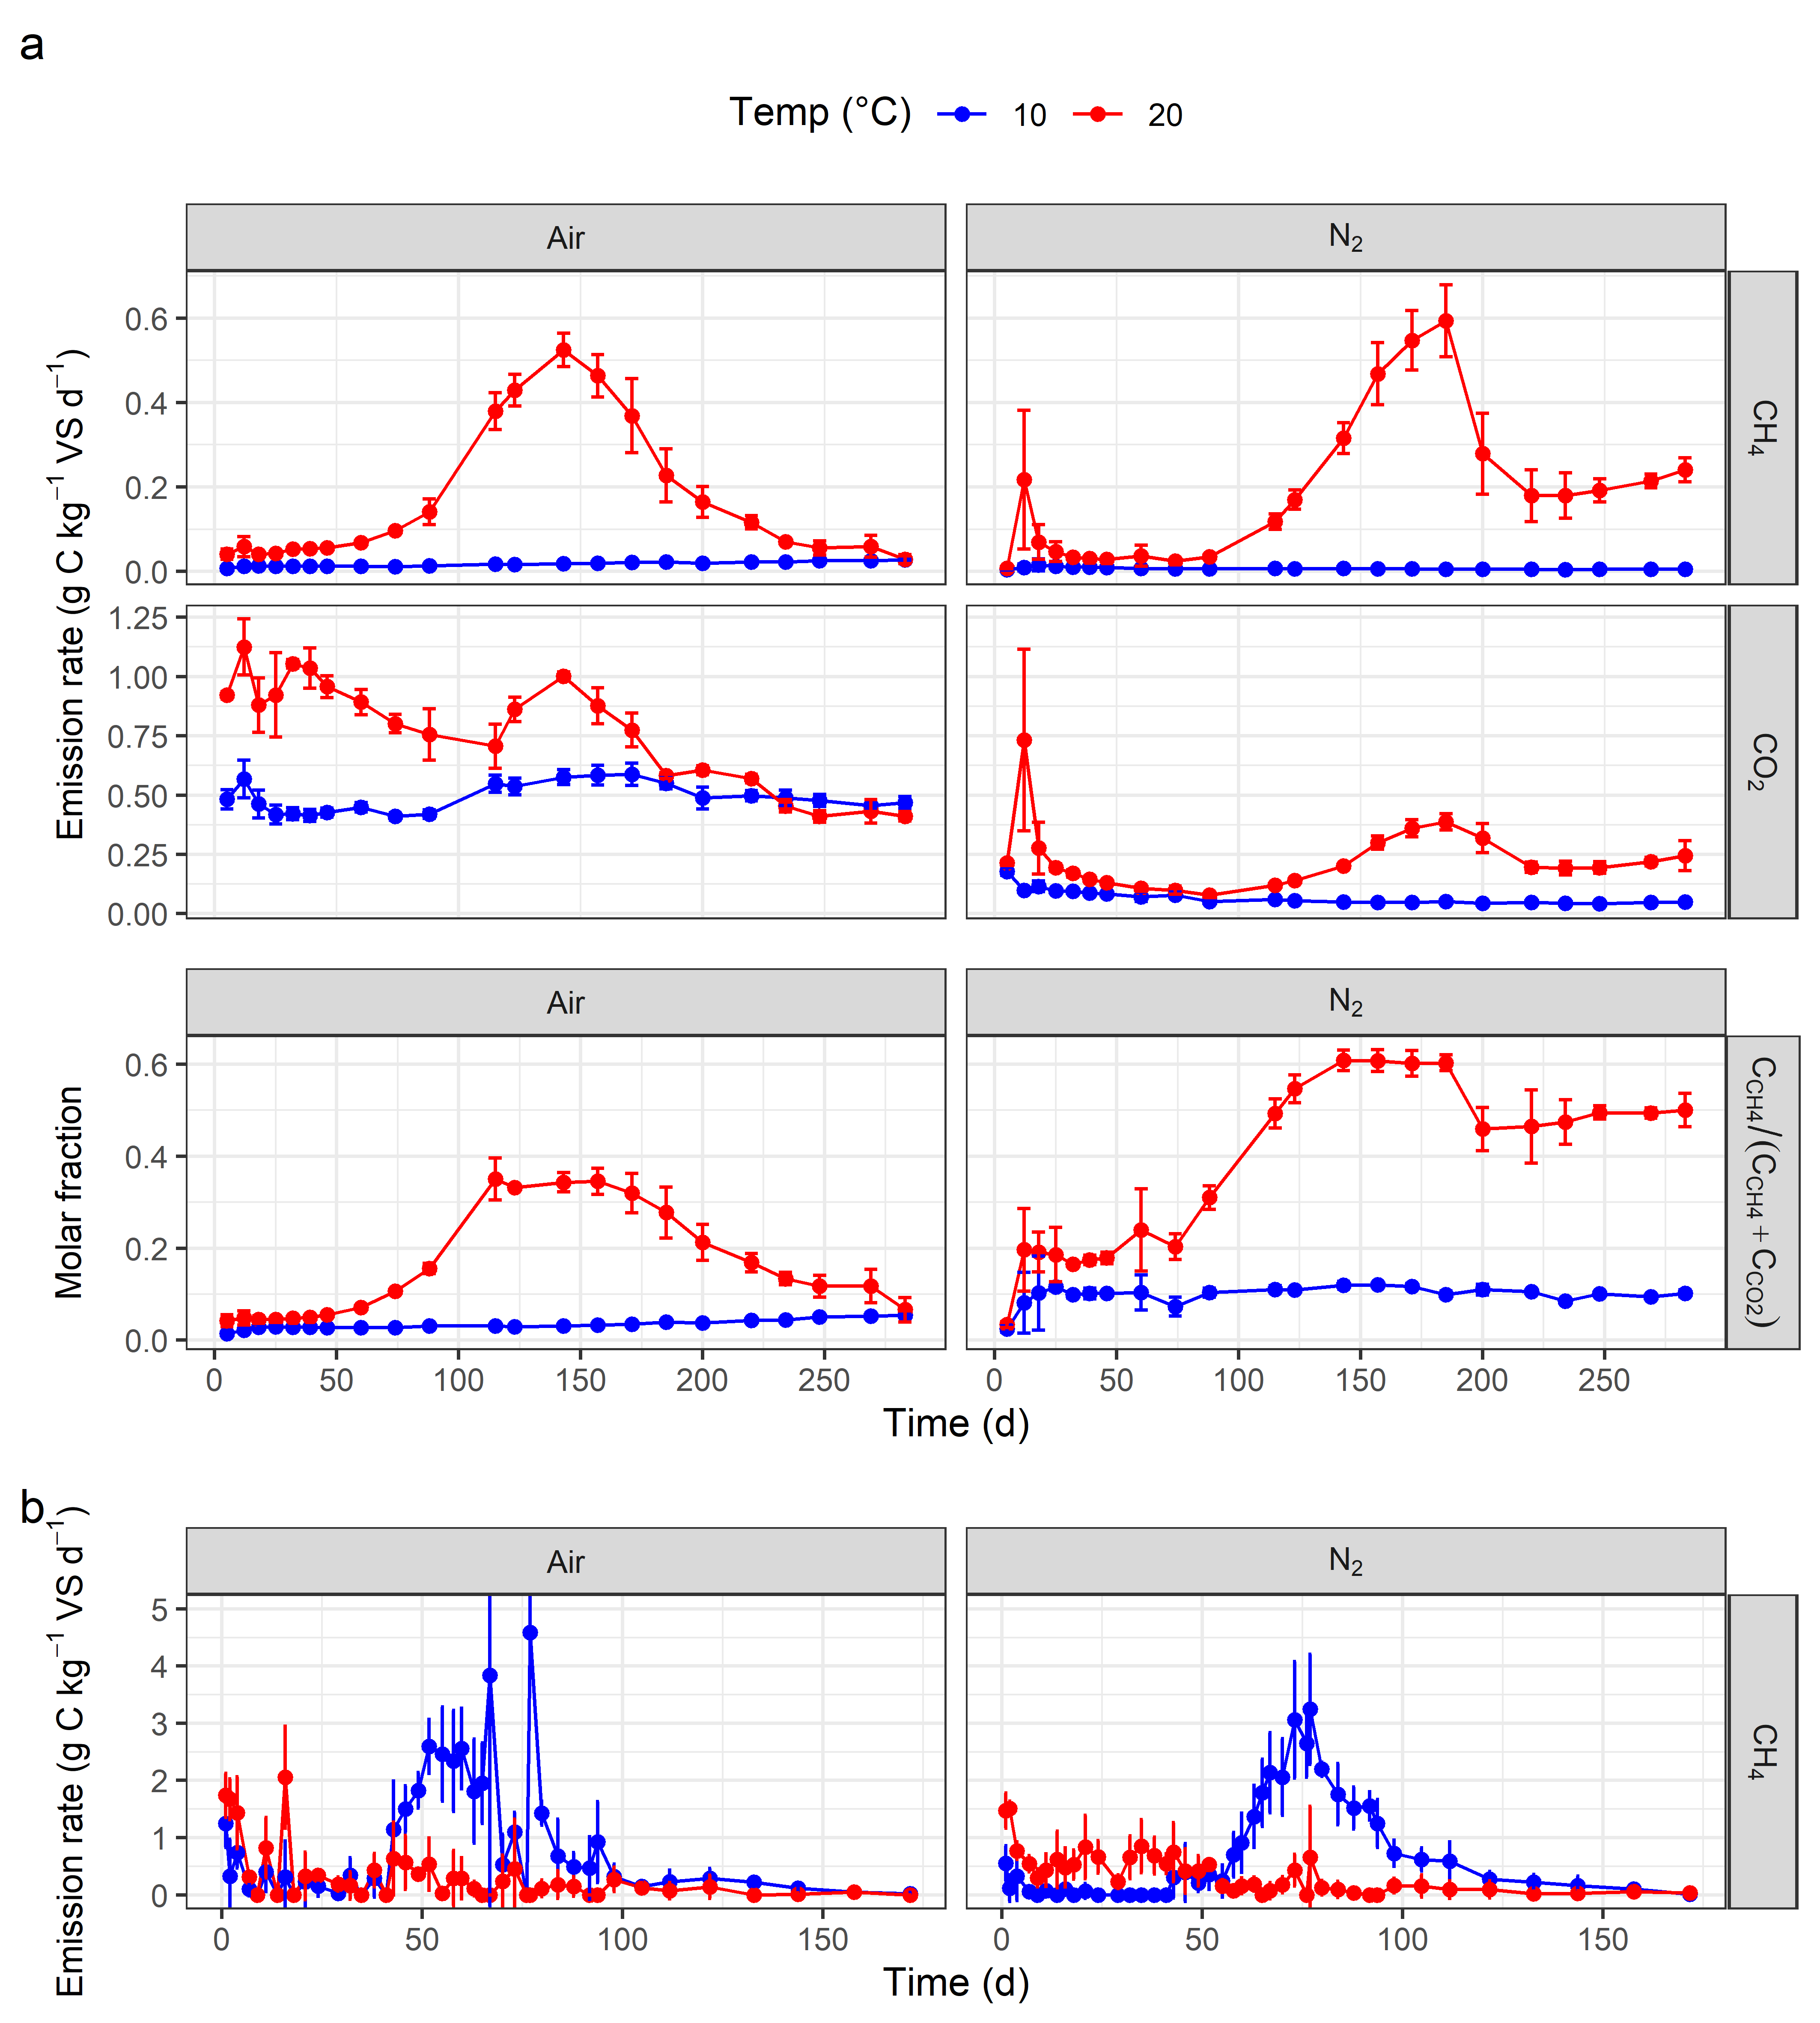 a
Temp (°C) 10 20
Air N₂
Emission rate (g C kg⁻¹ VS d⁻¹)
0.6
0.4
0.2
0.0
CH₄
1.25
1.00
0.75
0.50
0.25
0.00
CO₂
Air N₂
Molar fraction
0.6
0.4
0.2
0.0
C_CH4/(C_CH4+C_CO2)
0 50 100 150 200 250 0 50 100 150 200 250
Time (d)
b
Air N₂
Emission rate (g C kg⁻¹ VS d⁻¹)
5
4
3
2
1
0
CH₄
0 50 100 150 0 50 100 150
Time (d)